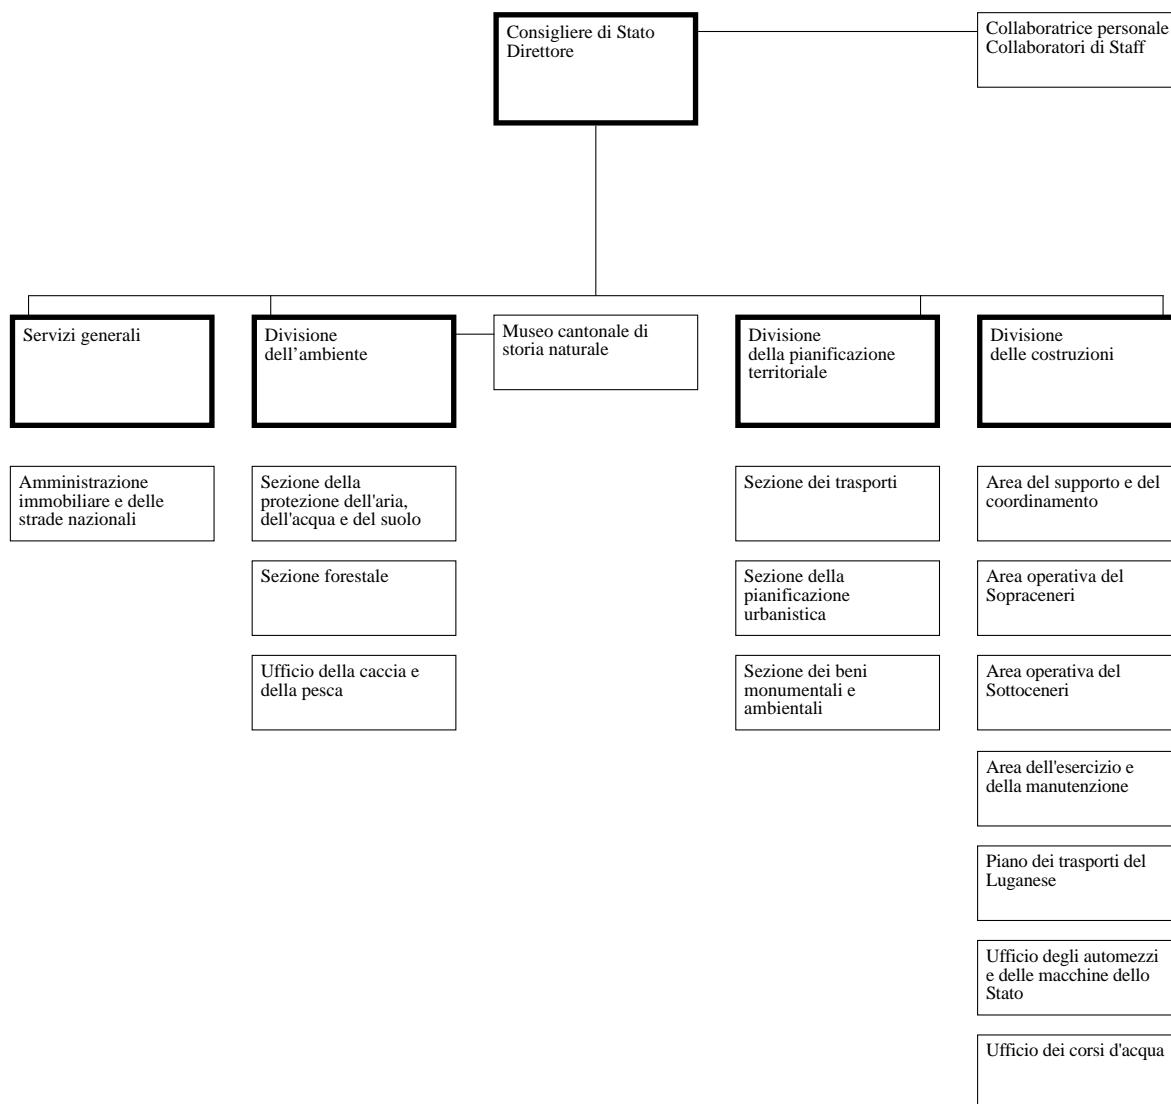 Consigliere di Stato
Direttore
Collaboratrice personale
Collaboratori di Staff
Servizi generali
Divisione
dell’ambiente
Museo cantonale di
storia naturale
Divisione
della pianificazione
territoriale
Divisione
delle costruzioni
Amministrazione
immobiliare e delle
strade nazionali
Sezione della
protezione dell'aria,
dell'acqua e del suolo
Sezione forestale
Ufficio della caccia e
della pesca
Sezione dei trasporti
Sezione della
pianificazione
urbanistica
Sezione dei beni
monumentali e
ambientali
Area del supporto e del
coordinamento
Area operativa del
Sopraceneri
Area operativa del
Sottoceneri
Area dell'esercizio e
della manutenzione
Piano dei trasporti del
Luganese
Ufficio degli automezzi
e delle macchine dello
Stato
Ufficio dei corsi d'acqua